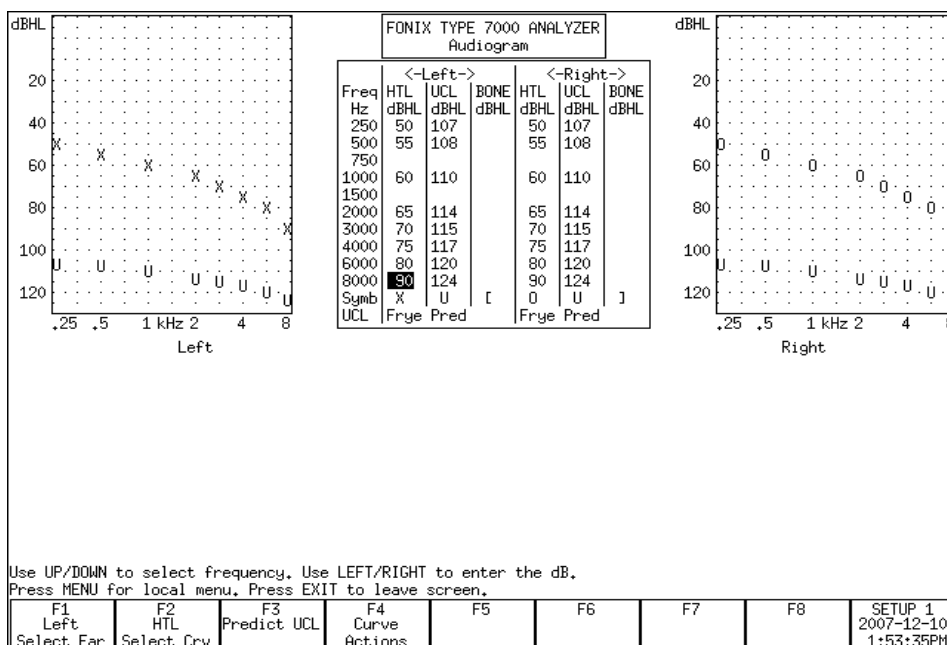 FONIX TYPE 7000 ANALYZER
Audiogram
dBHL
20
40
60
80
100
120
.25 .5 1 kHz 2 4 8
Left
<-Left-> <-Right->
Freq HTL UCL BONE HTL UCL BONE
Hz dBHL dBHL dBHL dBHL dBHL dBHL
250 50 107 50 107
500 55 108 55 108
750
1000 60 110 60 110
1500
2000 65 114 65 114
3000 70 115 70 115
4000 75 117 75 117
6000 80 120 80 120
8000 90 124 90 124
Symb X U [ O U ]
UCL Frye Pred Frye Pred
dBHL
20
40
60
80
100
120
.25 .5 1 kHz 2 4
Right
Use UP/DOWN to select frequency. Use LEFT/RIGHT to enter the dB.
Press MENU for local menu. Press EXIT to leave screen.
F1 F2 F3 F4 F5 F6 F7 F8 SETUP 1
Left HTL Predict UCL Curve 2007-12-10
Select Ear Select Crv Actions 1:53:35PM